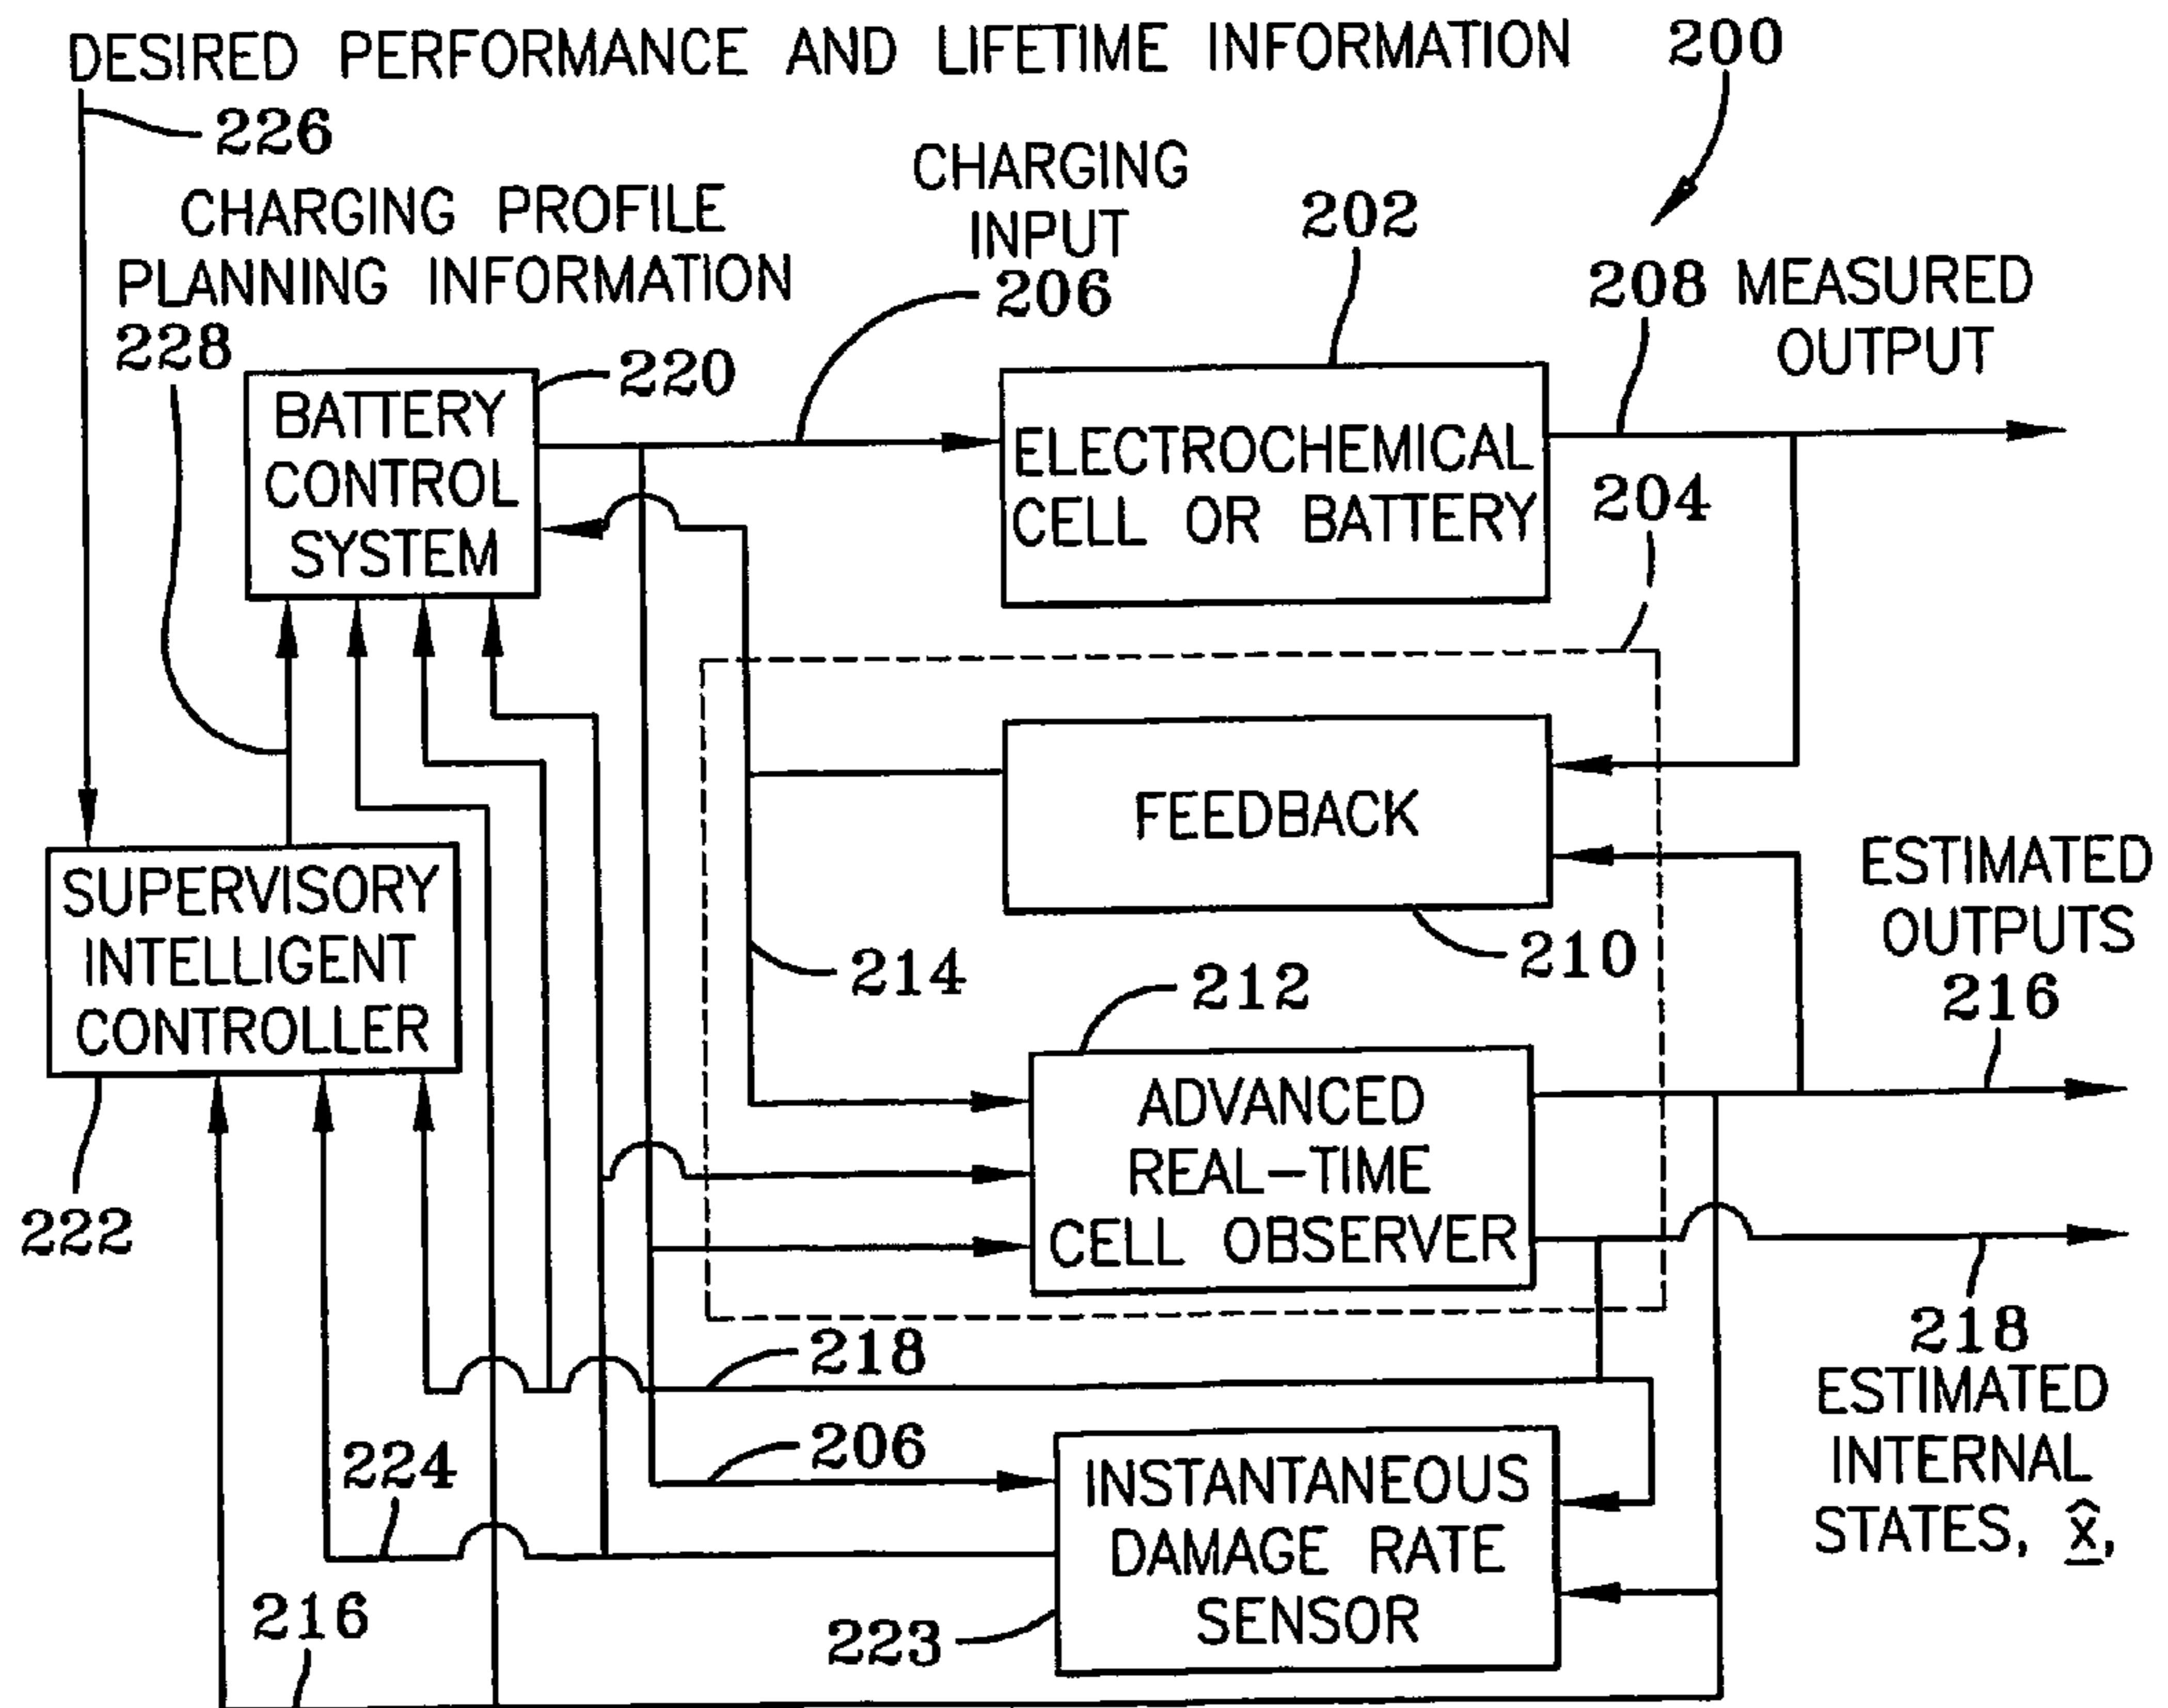 DESIRED PERFORMANCE AND LIFETIME INFORMATION
200
226
CHARGING PROFILE
PLANNING INFORMATION
228
CHARGING
INPUT
206
202
208 MEASURED
OUTPUT
220
BATTERY
CONTROL
SYSTEM
ELECTROCHEMICAL
CELL OR BATTERY
204
FEEDBACK
210
SUPERVISORY
INTELLIGENT
CONTROLLER
222
214
212
ESTIMATED
OUTPUTS
216
ADVANCED
REAL-TIME
CELL OBSERVER
218
ESTIMATED
INTERNAL
STATES, x̂,
218
206
224
INSTANTANEOUS
DAMAGE RATE
SENSOR
223
216